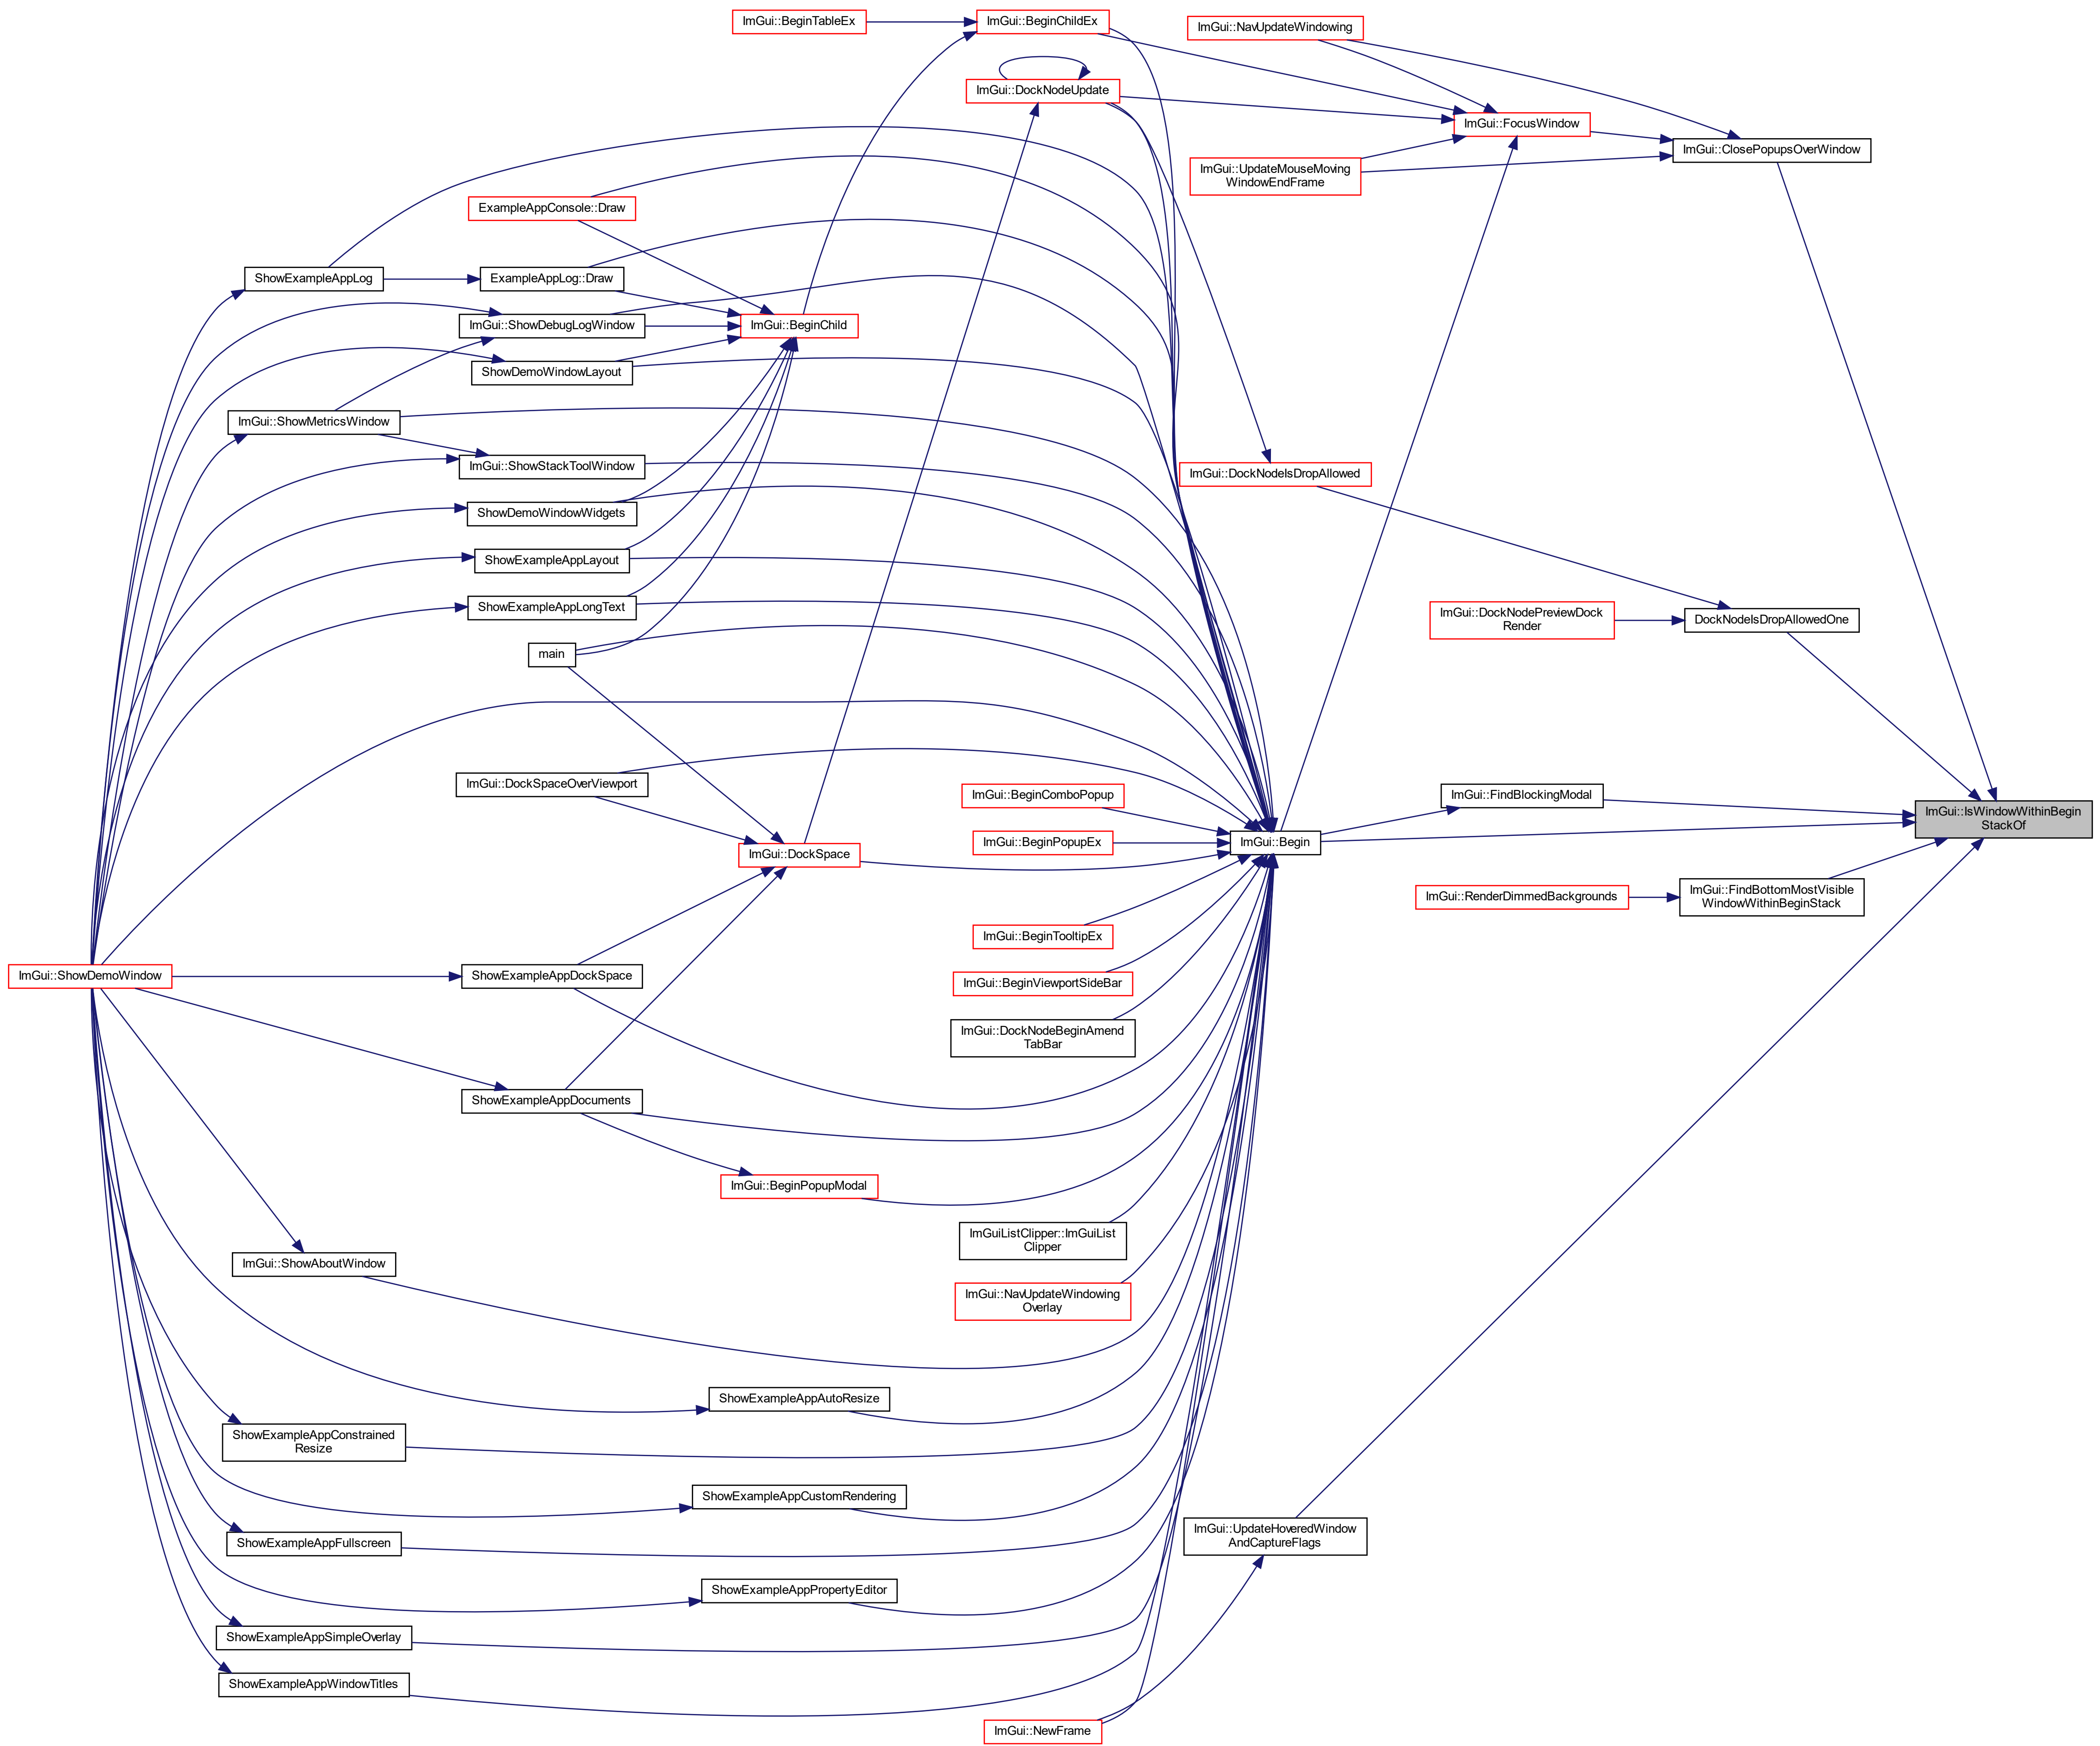 ImGui::BeginTableEx
ImGui::BeginChildEx
ImGui::NavUpdateWindowing
ImGui::DockNodeUpdate
ImGui::FocusWindow
ImGui::ClosePopupsOverWindow
ImGui::UpdateMouseMoving
WindowEndFrame
ExampleAppConsole::Draw
ShowExampleAppLog
ExampleAppLog::Draw
ImGui::ShowDebugLogWindow
ImGui::BeginChild
ShowDemoWindowLayout
ImGui::ShowMetricsWindow
ImGui::ShowStackToolWindow
ImGui::DockNodeIsDropAllowed
ShowDemoWindowWidgets
ShowExampleAppLayout
ShowExampleAppLongText
ImGui::DockNodePreviewDock
Render
DockNodeIsDropAllowedOne
main
ImGui::DockSpaceOverViewport
ImGui::BeginComboPopup
ImGui::FindBlockingModal
ImGui::IsWindowWithinBegin
StackOf
ImGui::BeginPopupEx
ImGui::Begin
ImGui::DockSpace
ImGui::RenderDimmedBackgrounds
ImGui::FindBottomMostVisible
WindowWithinBeginStack
ImGui::BeginTooltipEx
ImGui::ShowDemoWindow
ShowExampleAppDockSpace
ImGui::BeginViewportSideBar
ImGui::DockNodeBeginAmend
TabBar
ShowExampleAppDocuments
ImGui::BeginPopupModal
ImGuiListClipper::ImGuiList
Clipper
ImGui::ShowAboutWindow
ImGui::NavUpdateWindowing
Overlay
ShowExampleAppAutoResize
ShowExampleAppConstrained
Resize
ShowExampleAppCustomRendering
ShowExampleAppFullscreen
ImGui::UpdateHoveredWindow
AndCaptureFlags
ShowExampleAppPropertyEditor
ShowExampleAppSimpleOverlay
ShowExampleAppWindowTitles
ImGui::NewFrame